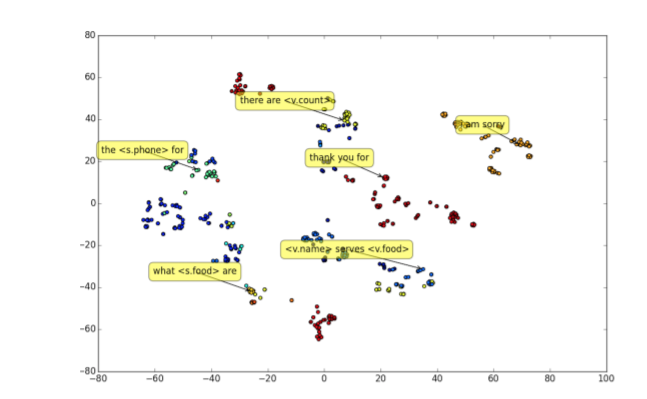 80
60
there are <v.count>
40
am sorry
the <s.phone> for
thank you for
20
0
-20
<v.name> serves <v.food>
what <s.food> are
-40
-60
-80
-80 -60 -40 -20 0 20 40 60 80 100